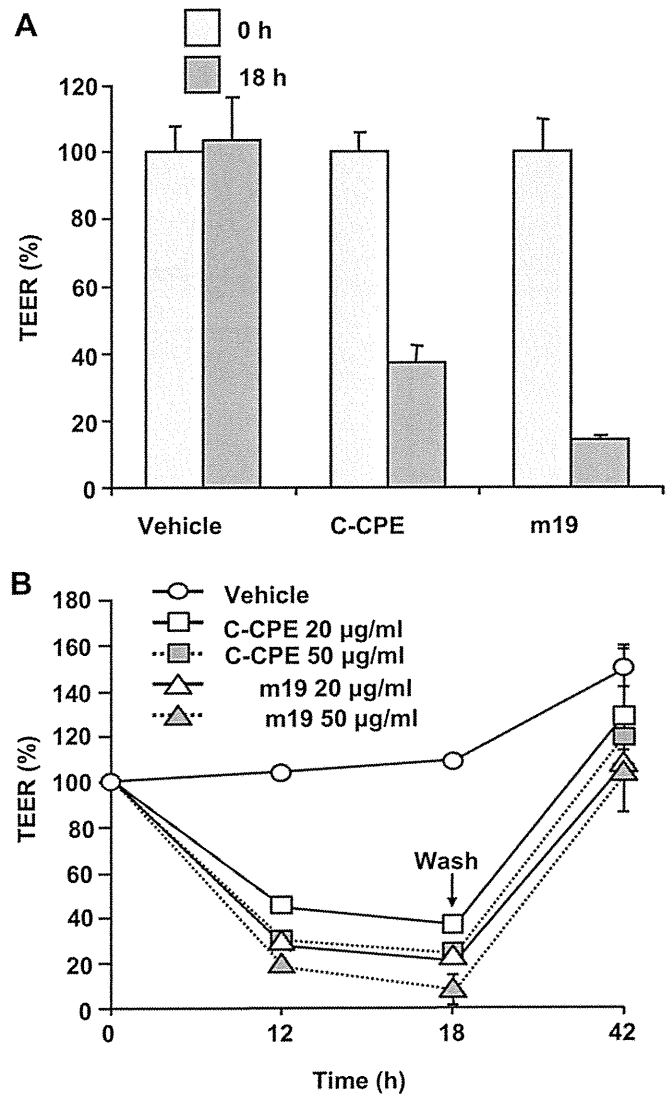 A
0 h
18 h
120
100
80
60
40
20
0
TEER (%)
Vehicle C-CPE m19
B
Vehicle
C-CPE 20 µg/ml
C-CPE 50 µg/ml
m19 20 µg/ml
m19 50 µg/ml
180
160
140
120
100
80
60
40
20
0
TEER (%)
Wash
0 12 18 42
Time (h)